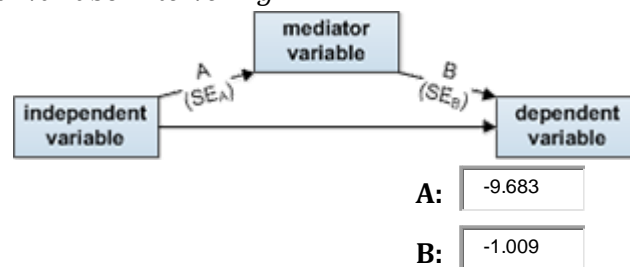 mediator
variable
A
(SEA)
B
(SEB)
independent
variable
dependent
variable
A: -9.683
B: -1.009